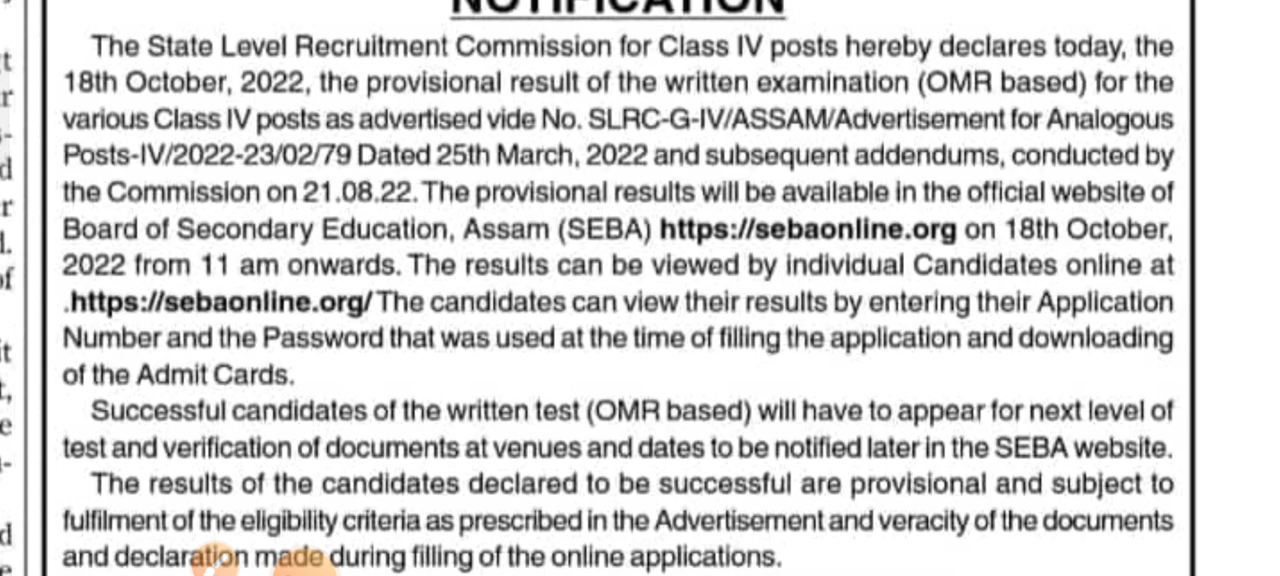 NOTIFICATION
The State Level Recruitment Commission for Class IV posts hereby declares today, the
18th October, 2022, the provisional result of the written examination (OMR based) for the
various Class IV posts as advertised vide No. SLRC-G-IV/ASSAM/Advertisement for Analogous
Posts-IV/2022-23/02/79 Dated 25th March, 2022 and subsequent addendums, conducted by
the Commission on 21.08.22. The provisional results will be available in the official website of
Board of Secondary Education, Assam (SEBA) https://sebaonline.org on 18th October,
2022 from 11 am onwards. The results can be viewed by individual Candidates online at
.https://sebaonline.org/ The candidates can view their results by entering their Application
Number and the Password that was used at the time of filling the application and downloading
of the Admit Cards.
Successful candidates of the written test (OMR based) will have to appear for next level of
test and verification of documents at venues and dates to be notified later in the SEBA website.
The results of the candidates declared to be successful are provisional and subject to
fulfilment of the eligibility criteria as prescribed in the Advertisement and veracity of the documents
and declaration made during filling of the online applications.